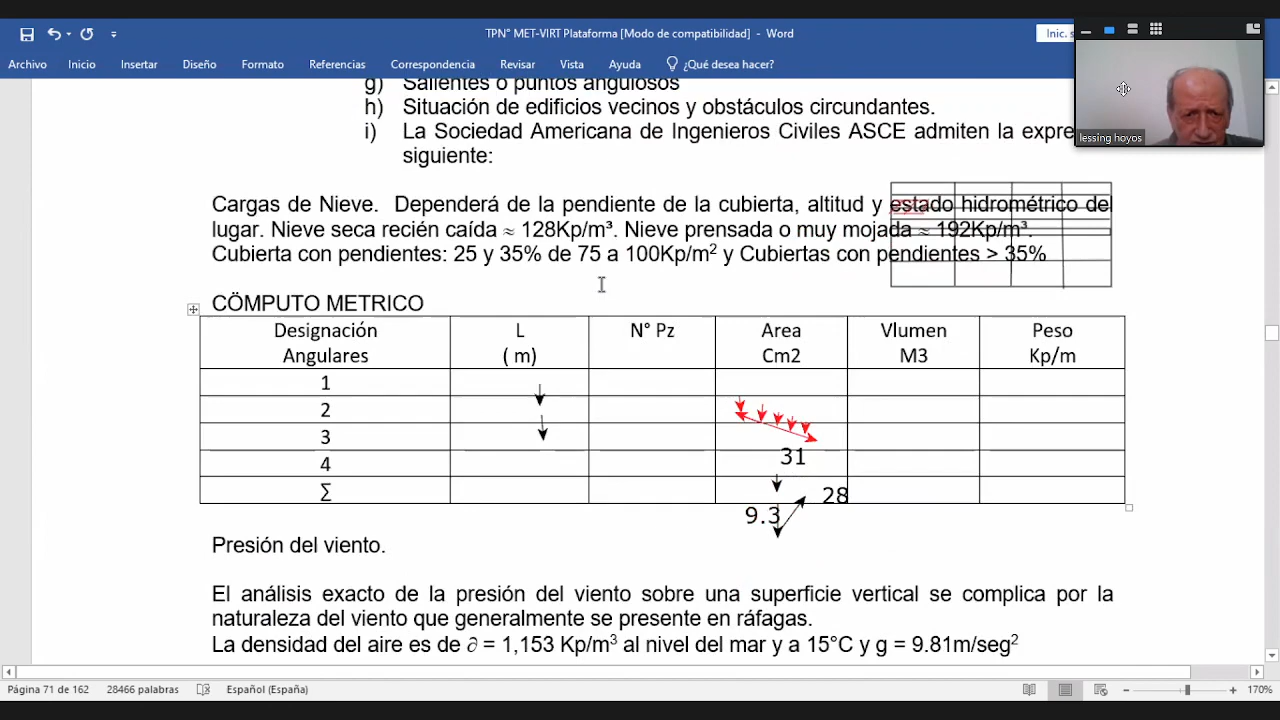 TPN° MET-VIRT Plataforma [Modo de compatibilidad] - Word
Inic. s
Archivo Inicio Insertar Diseño Formato Referencias Correspondencia Revisar Vista Ayuda ¿Qué desea hacer?
lessing hoyos
g) Salientes o puntos angulosos
h) Situación de edificios vecinos y obstáculos circundantes.
i) La Sociedad Americana de Ingenieros Civiles ASCE admiten la expre
siguiente:
Cargas de Nieve. Dependerá de la pendiente de la cubierta, altitud y estado hidrométrico del
lugar. Nieve seca recién caída ≈ 128Kp/m³. Nieve prensada o muy mojada ≈ 192Kp/m³.
Cubierta con pendientes: 25 y 35% de 75 a 100Kp/m² y Cubiertas con pendientes > 35%
CÖMPUTO METRICO
Designación L N° Pz Area Vlumen Peso
Angulares ( m) Cm2 M3 Kp/m
1
2
3
4
31
∑
28
9.3
Presión del viento.
El análisis exacto de la presión del viento sobre una superficie vertical se complica por la
naturaleza del viento que generalmente se presente en ráfagas.
La densidad del aire es de ∂ = 1,153 Kp/m³ al nivel del mar y a 15°C y g = 9.81m/seg²
Página 71 de 162 28466 palabras Español (España) 170%